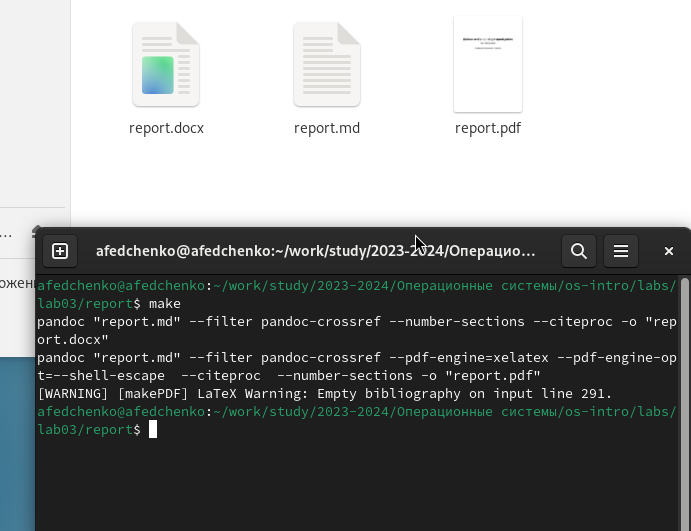 report.docx
report.md
report.pdf
...
ожен
afedchenko@afedchenko:~/work/study/2023-2024/Операцио...
afedchenko@afedchenko:~/work/study/2023-2024/Операционные системы/os-intro/labs/
lab03/report$ make
pandoc "report.md" --filter pandoc-crossref --number-sections --citeproc -o "rep
ort.docx"
pandoc "report.md" --filter pandoc-crossref --pdf-engine=xelatex --pdf-engine-op
t=--shell-escape  --citeproc  --number-sections -o "report.pdf"
[WARNING] [makePDF] LaTeX Warning: Empty bibliography on input line 291.
afedchenko@afedchenko:~/work/study/2023-2024/Операционные системы/os-intro/labs/
lab03/report$